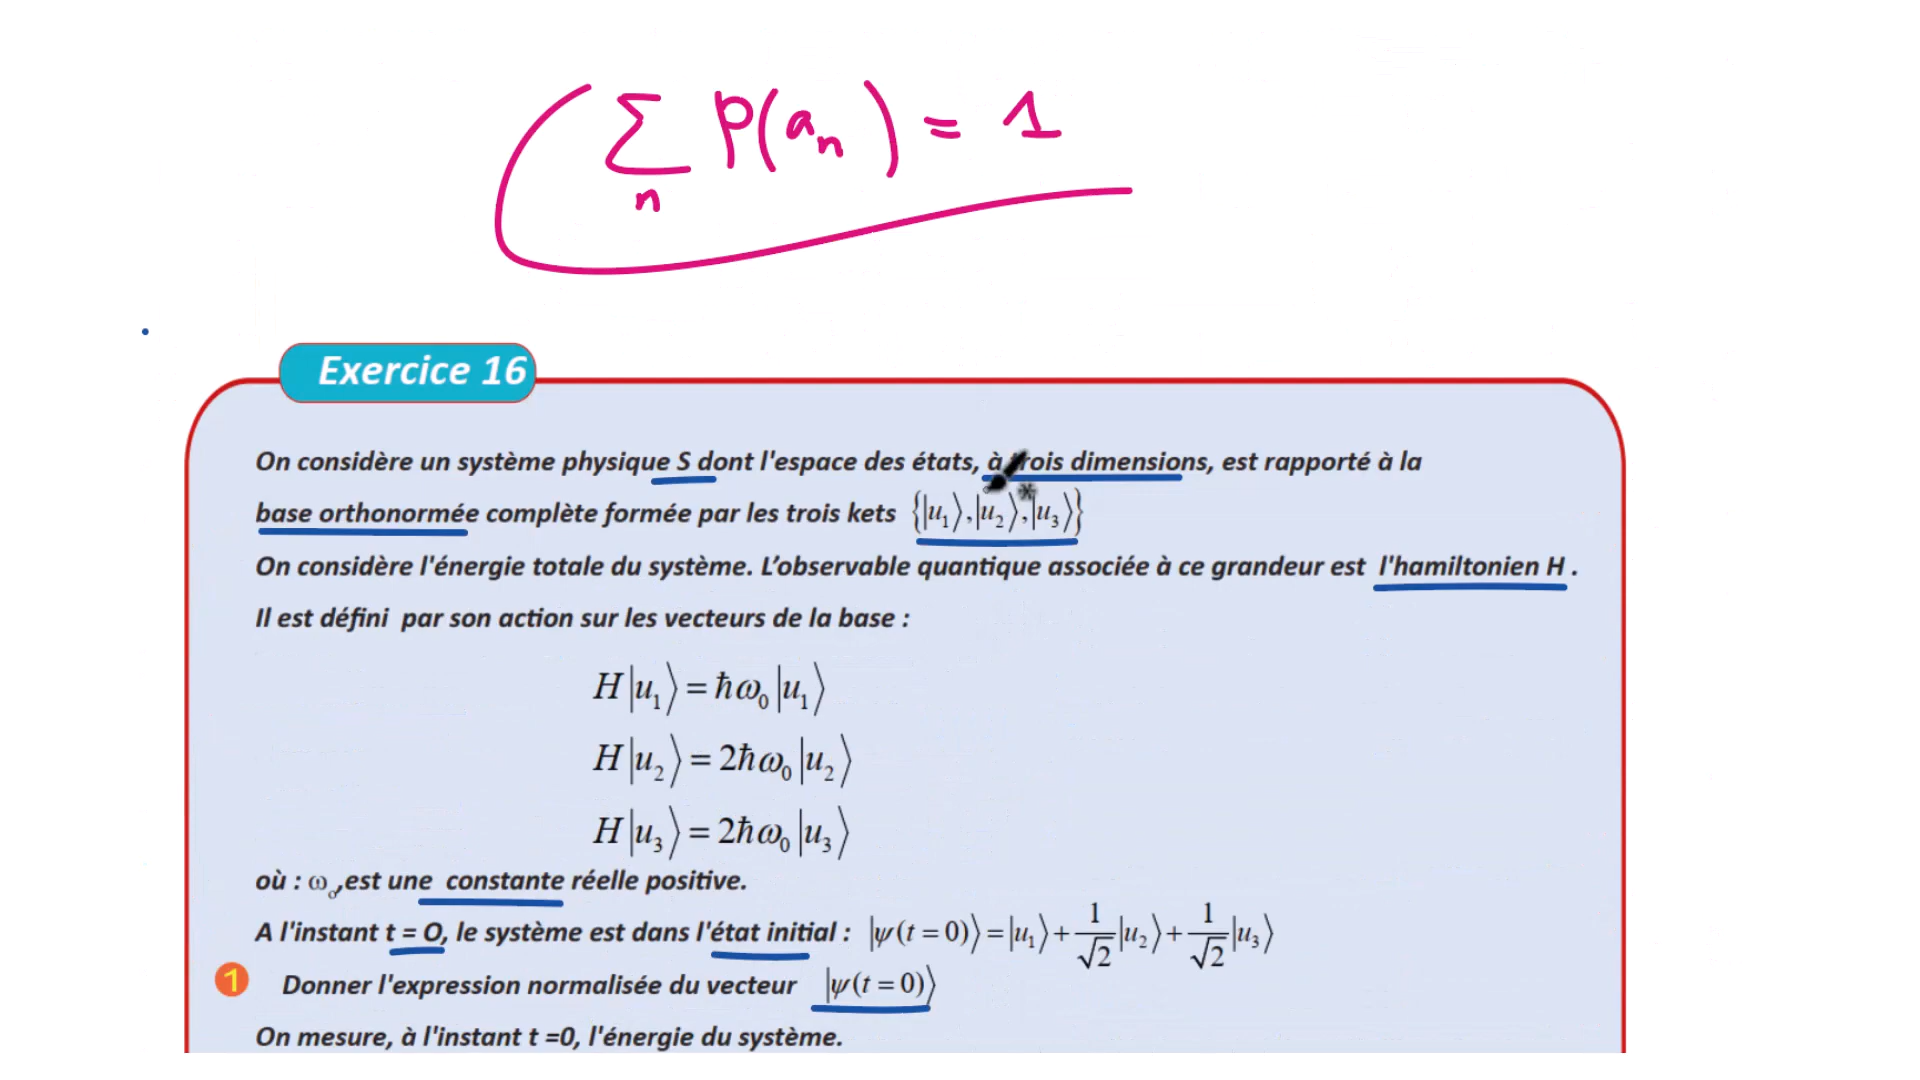 ∑ P(aₙ) = 1
n
Exercice 16
On considère un système physique S dont l'espace des états, à trois dimensions, est rapporté à la
base orthonormée complète formée par les trois kets {|u₁⟩,|u₂⟩,|u₃⟩}
On considère l'énergie totale du système. L’observable quantique associée à ce grandeur est l'hamiltonien H .
Il est défini par son action sur les vecteurs de la base :
H|u₁⟩ = ħω₀|u₁⟩
H|u₂⟩ = 2ħω₀|u₂⟩
H|u₃⟩ = 2ħω₀|u₃⟩
où : ω₀,est une constante réelle positive.
A l'instant t = O, le système est dans l'état initial : |ψ(t = 0)⟩ = |u₁⟩ + 1/√2 |u₂⟩ + 1/√2 |u₃⟩
1 Donner l'expression normalisée du vecteur |ψ(t = 0)⟩
On mesure, à l'instant t =0, l'énergie du système.